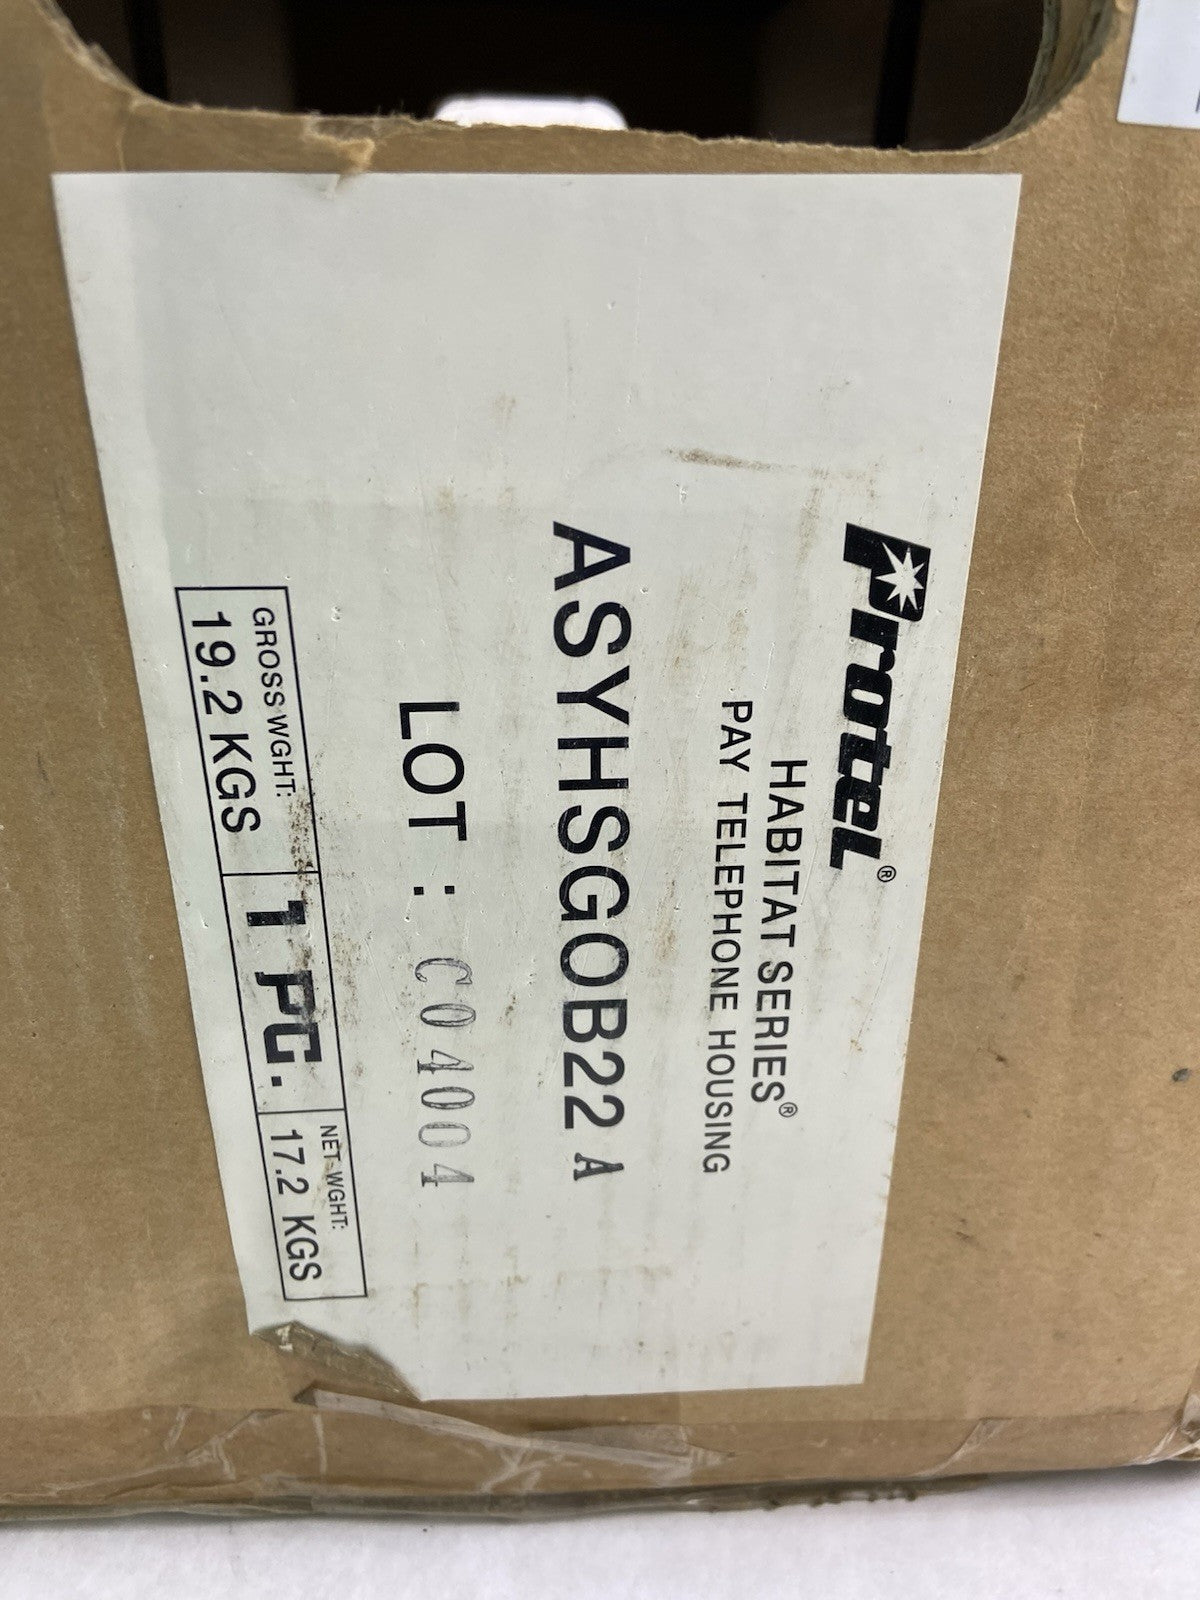 Protel®
HABITAT SERIES®
PAY TELEPHONE HOUSING
ASYHSGOB22 A
LOT : C04004
GROSS WGHT:
19.2 KGS
1 PC.
NET WGHT:
17.2 KGS